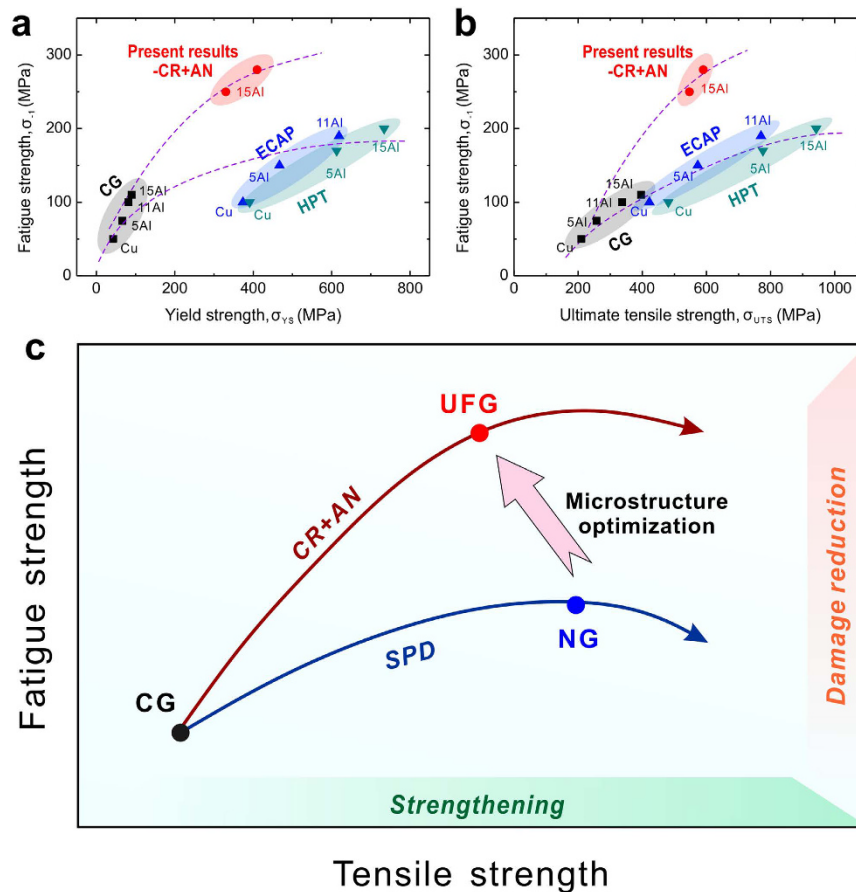 a
Fatigue strength, σ₋₁ (MPa)
300
200
100
0
0 200 400 600 800
Yield strength, σYS (MPa)
Present results
-CR+AN
15Al
CG
15Al
11Al
5Al
Cu
ECAP
11Al
5Al
Cu
HPT
15Al
5Al
Cu
b
Fatigue strength, σ₋₁ (MPa)
300
200
100
0
0 200 400 600 800 1000
Ultimate tensile strength, σUTS (MPa)
Present results
-CR+AN
15Al
CG
15Al
11Al
5Al
Cu
ECAP
11Al
5Al
Cu
HPT
15Al
5Al
Cu
c
Fatigue strength
UFG
CR+AN
Microstructure
optimization
NG
SPD
CG
Damage reduction
Strengthening
Tensile strength